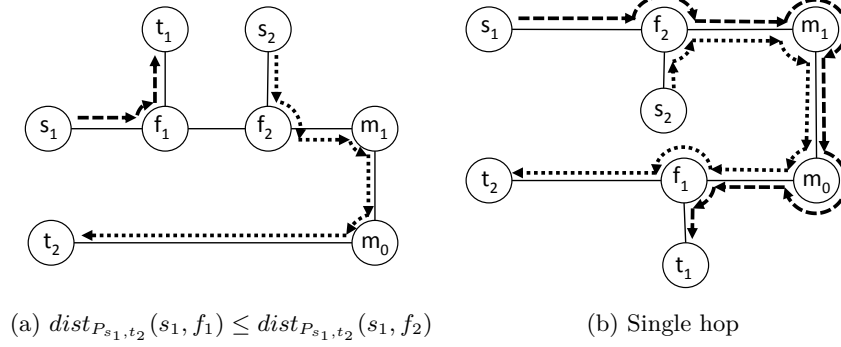 t₁ s₂
s₁ f₁ f₂ m₁
t₂ m₀
(a) dist_{P_{s₁,t₂}}(s₁, f₁) ≤ dist_{P_{s₁,t₂}}(s₁, f₂)
s₁ f₂ m₁
s₂
t₂ f₁ m₀
t₁
(b) Single hop